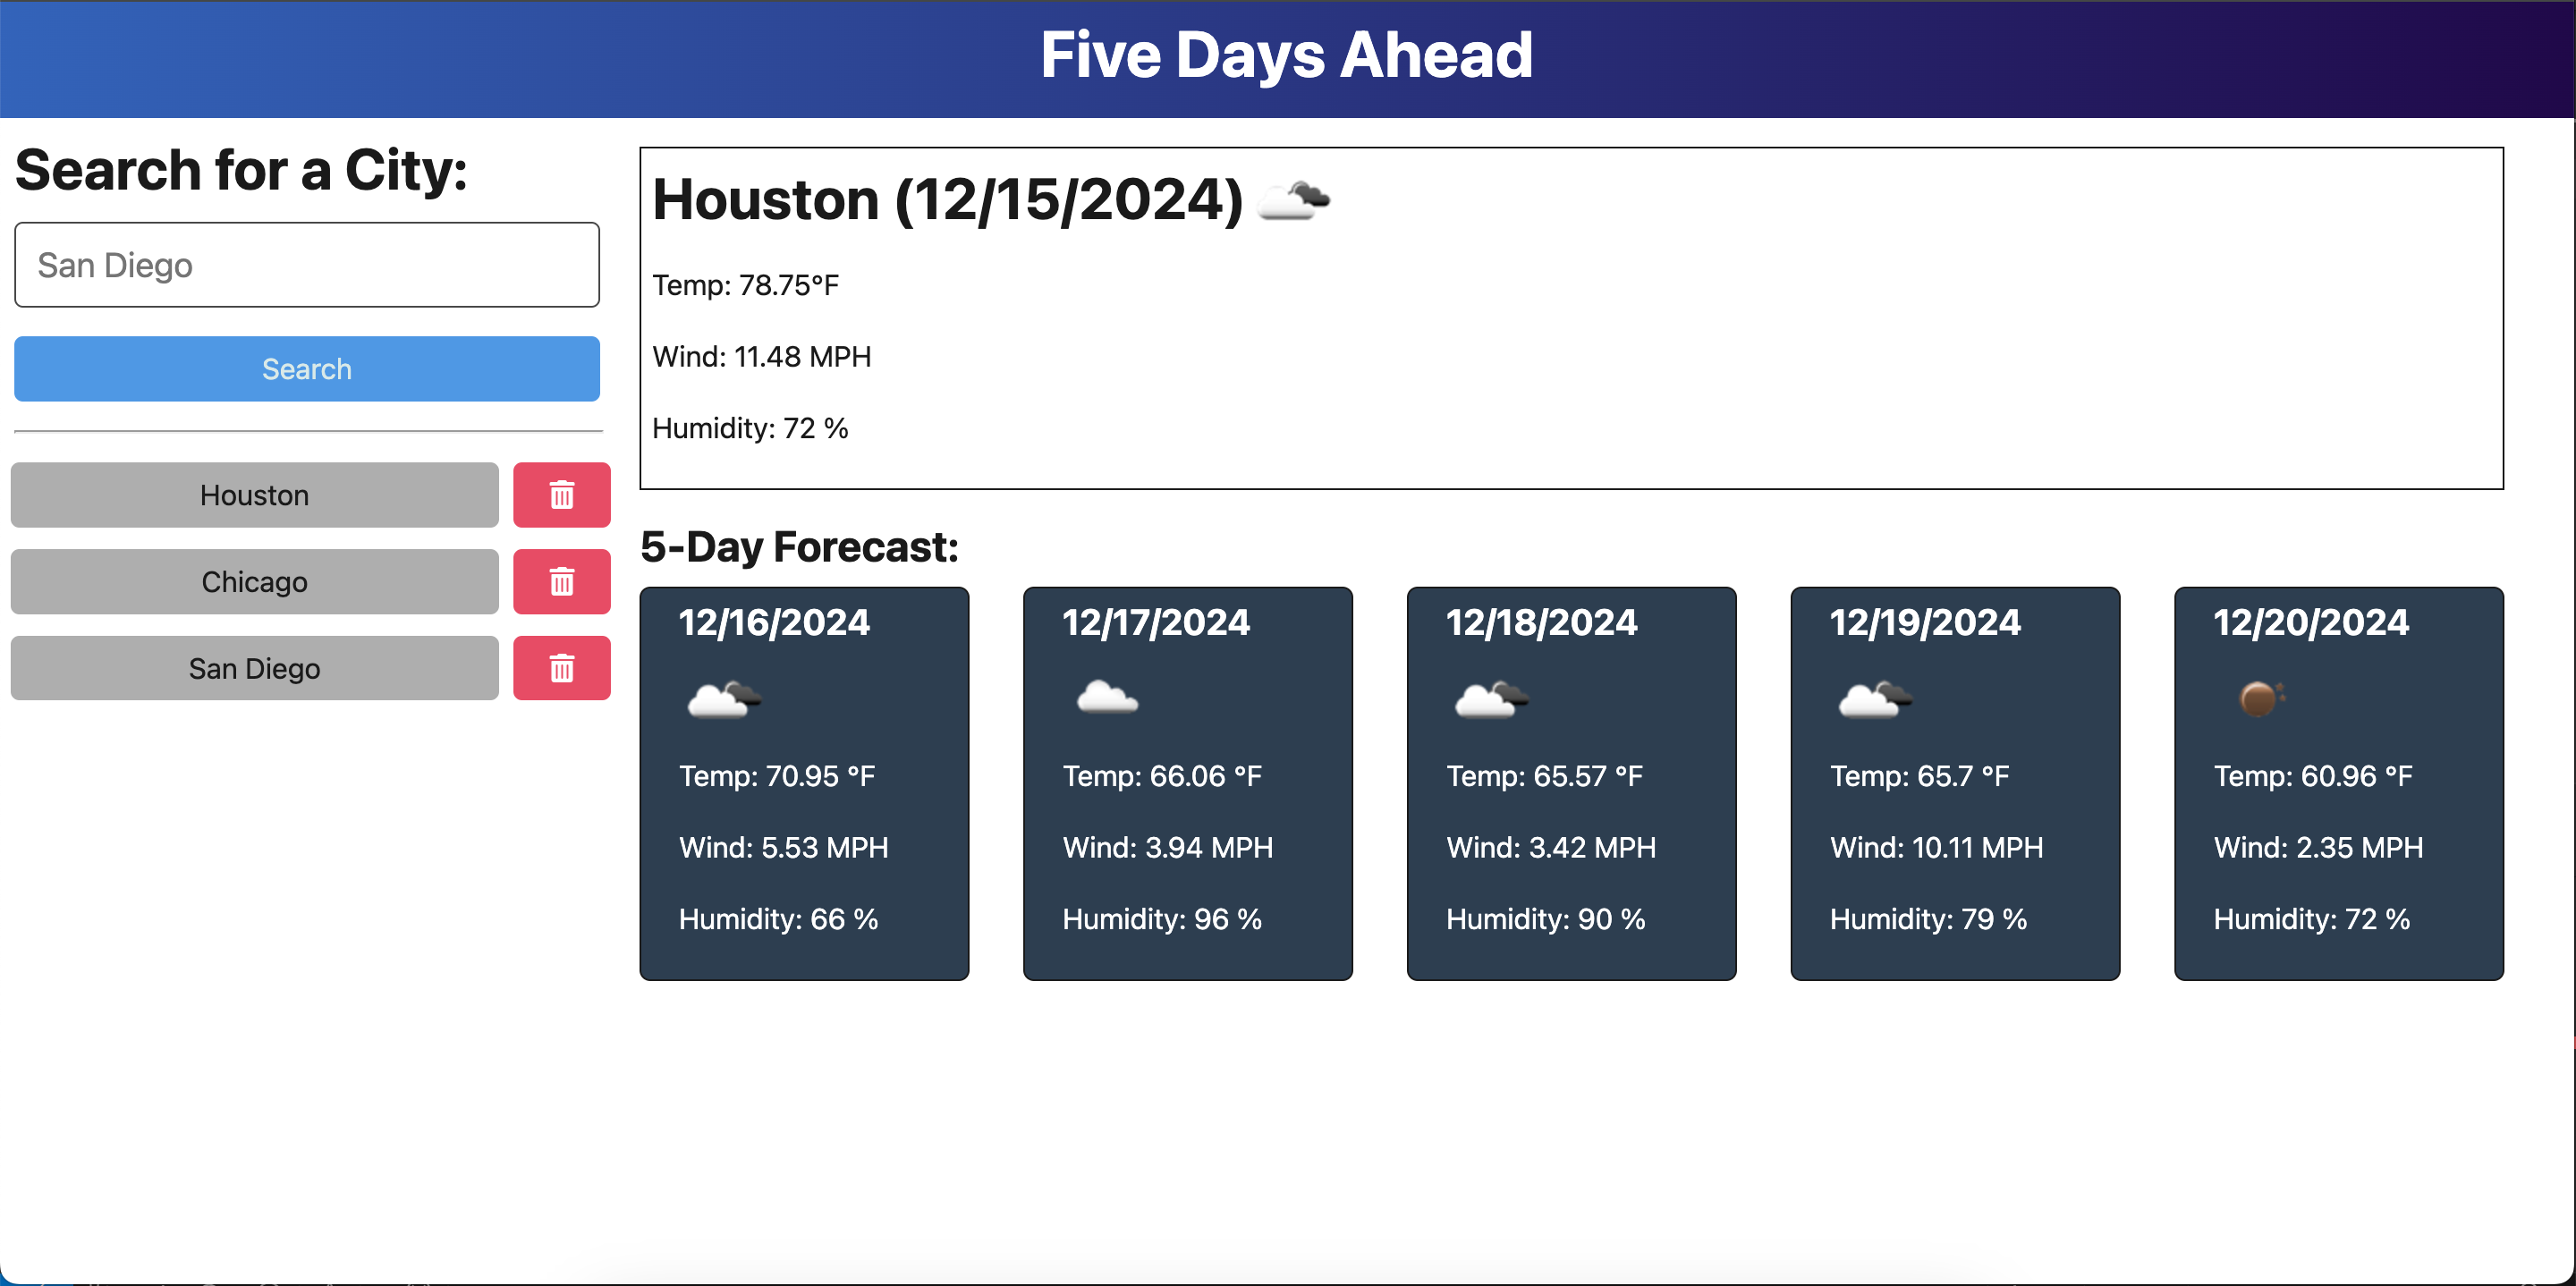 Five Days Ahead
Search for a City:
San Diego
Search
Houston
Chicago
San Diego
Houston (12/15/2024)
Temp: 78.75°F
Wind: 11.48 MPH
Humidity: 72 %
5-Day Forecast:
12/16/2024
Temp: 70.95 °F
Wind: 5.53 MPH
Humidity: 66 %
12/17/2024
Temp: 66.06 °F
Wind: 3.94 MPH
Humidity: 96 %
12/18/2024
Temp: 65.57 °F
Wind: 3.42 MPH
Humidity: 90 %
12/19/2024
Temp: 65.7 °F
Wind: 10.11 MPH
Humidity: 79 %
12/20/2024
Temp: 60.96 °F
Wind: 2.35 MPH
Humidity: 72 %